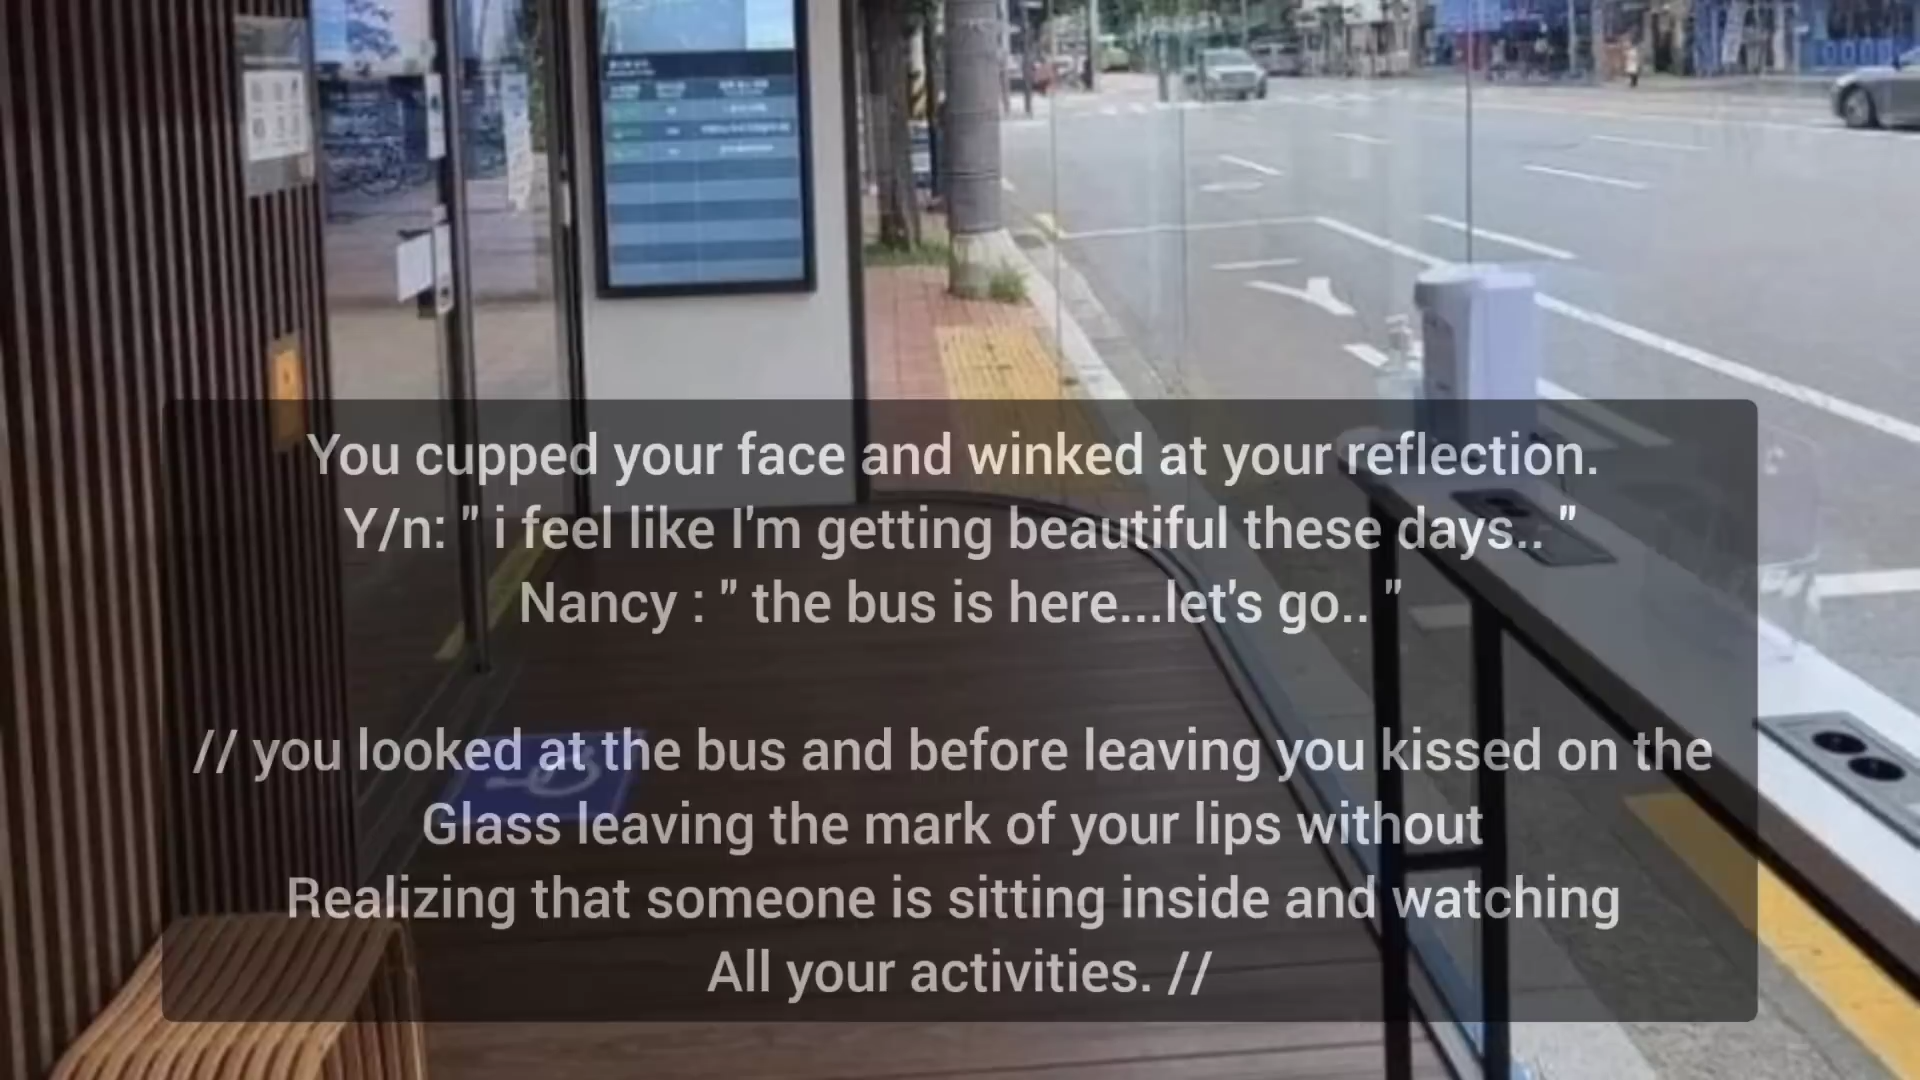 You cupped your face and winked at your reflection.
Y/n: " i feel like I'm getting beautiful these days.. "
Nancy : " the bus is here...let's go.. "
// you looked at the bus and before leaving you kissed on the
Glass leaving the mark of your lips without
Realizing that someone is sitting inside and watching
All your activities. //